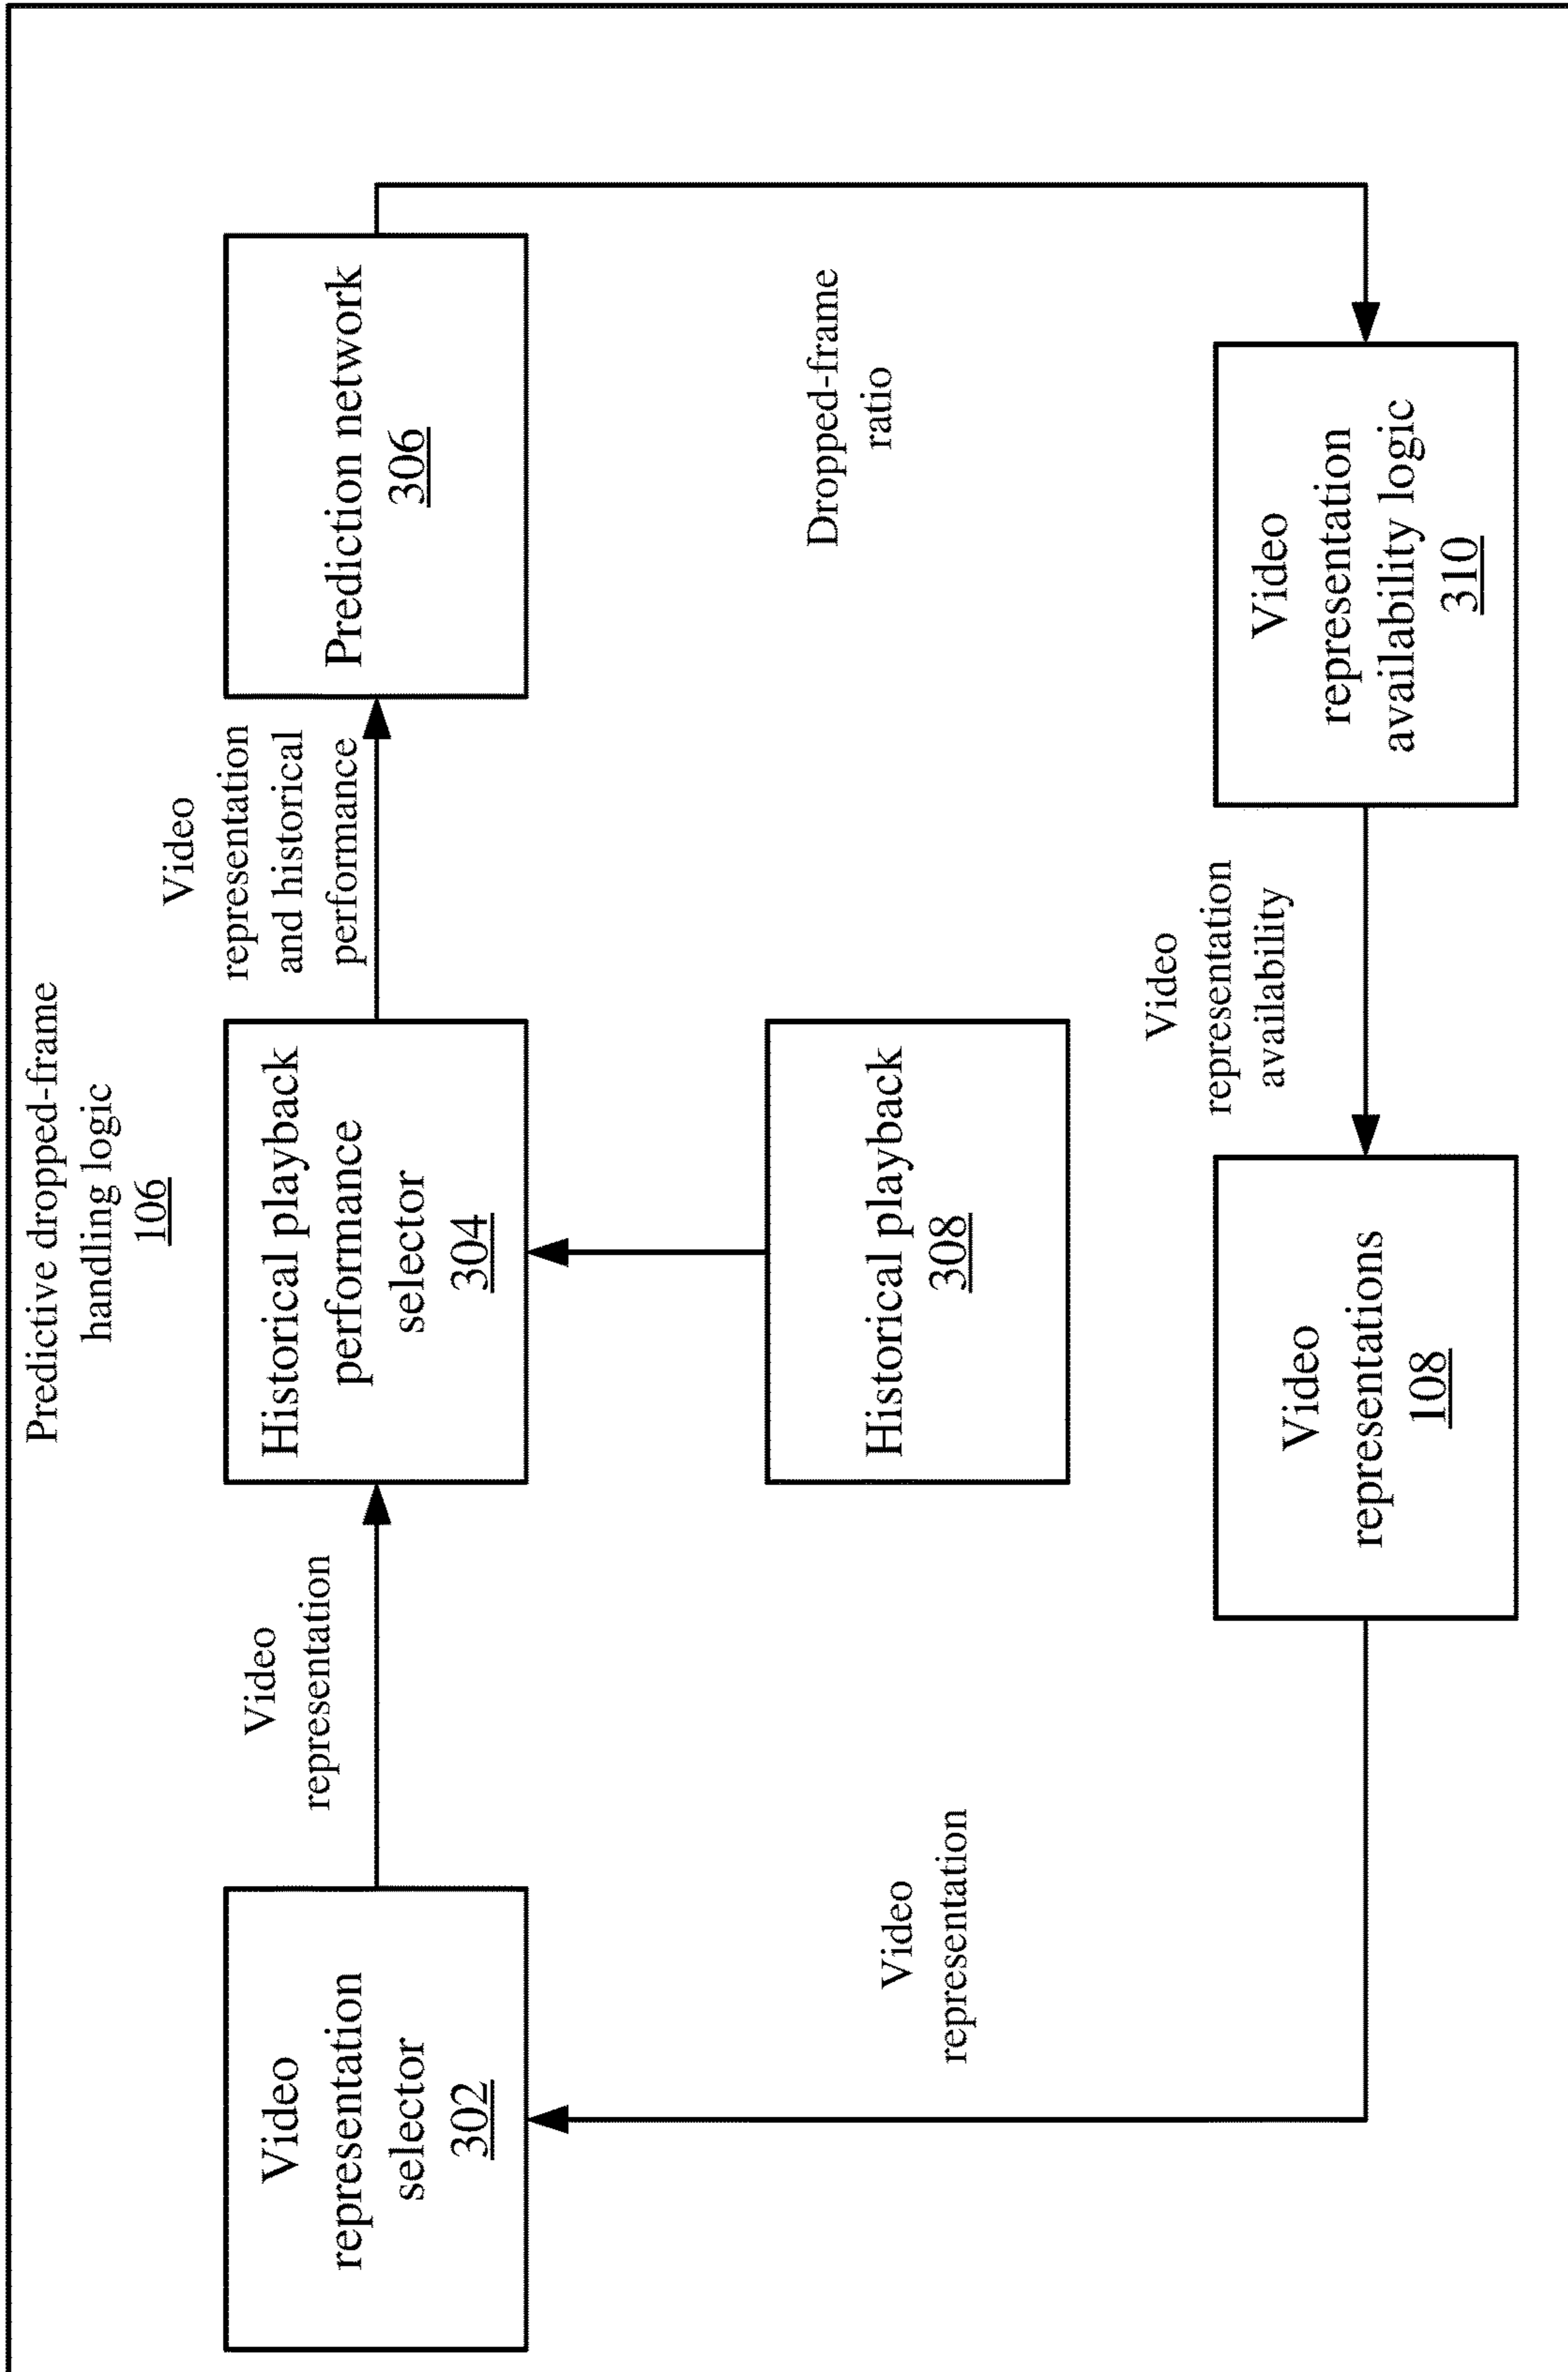 Predictive dropped-frame
handling logic
106
Video
representation
selector
302
Video
representation
Historical playback
performance
selector
304
Video
representation
and historical
performance
Prediction network
306
Historical playback
308
Dropped-frame
ratio
Video
representation
Video
representations
108
Video
representation
availability
Video
representation
availability logic
310